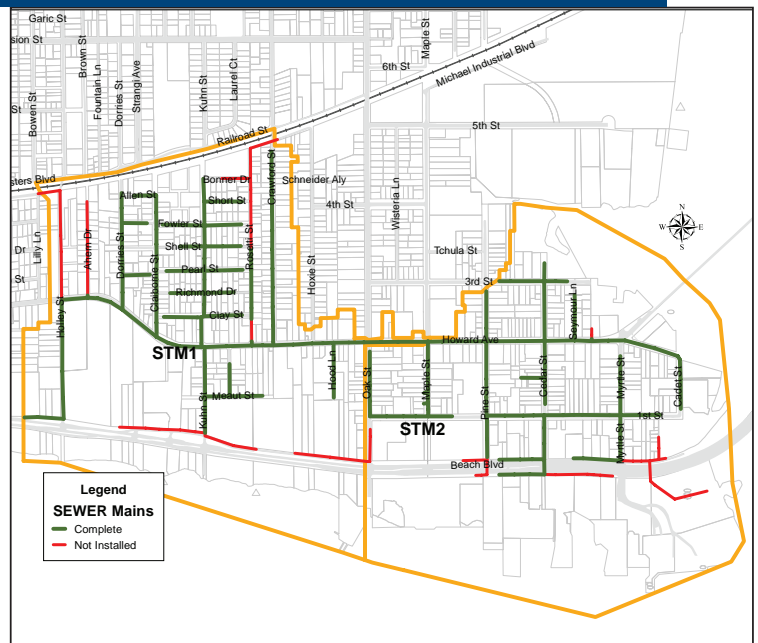 Garic St
sion St
St
Bowen St
Brown St
Fountain Ln
Dorries St
Strangi Ave
Kuhn St
Laurel Ct
Maple St
6th St
Michael Industrial Blvd
5th St
Railroad St
sters Blvd
Bonner Dr
Schneider Aly
Allen St
Short St
4th St
Fowler St
Shell St
Pearl St
Richmond Dr
Clay St
Dr
St
Lilly Ln
Holley St
Ahern Dr
Dorries St
Claiborne St
Rosetti St
Crawford St
Hoxie St
Wisteria Ln
Tchula St
3rd St
Seymour Ln
N
W E
S
Howard Ave
STM1
Kuhn St
Meaut St
Hood Ln
Oak St
Maple St
Pine St
Cedar St
Myrtle St
Cadet St
1st St
STM2
Myrtle St
Beach Blvd
Legend
SEWER Mains
Complete
Not Installed